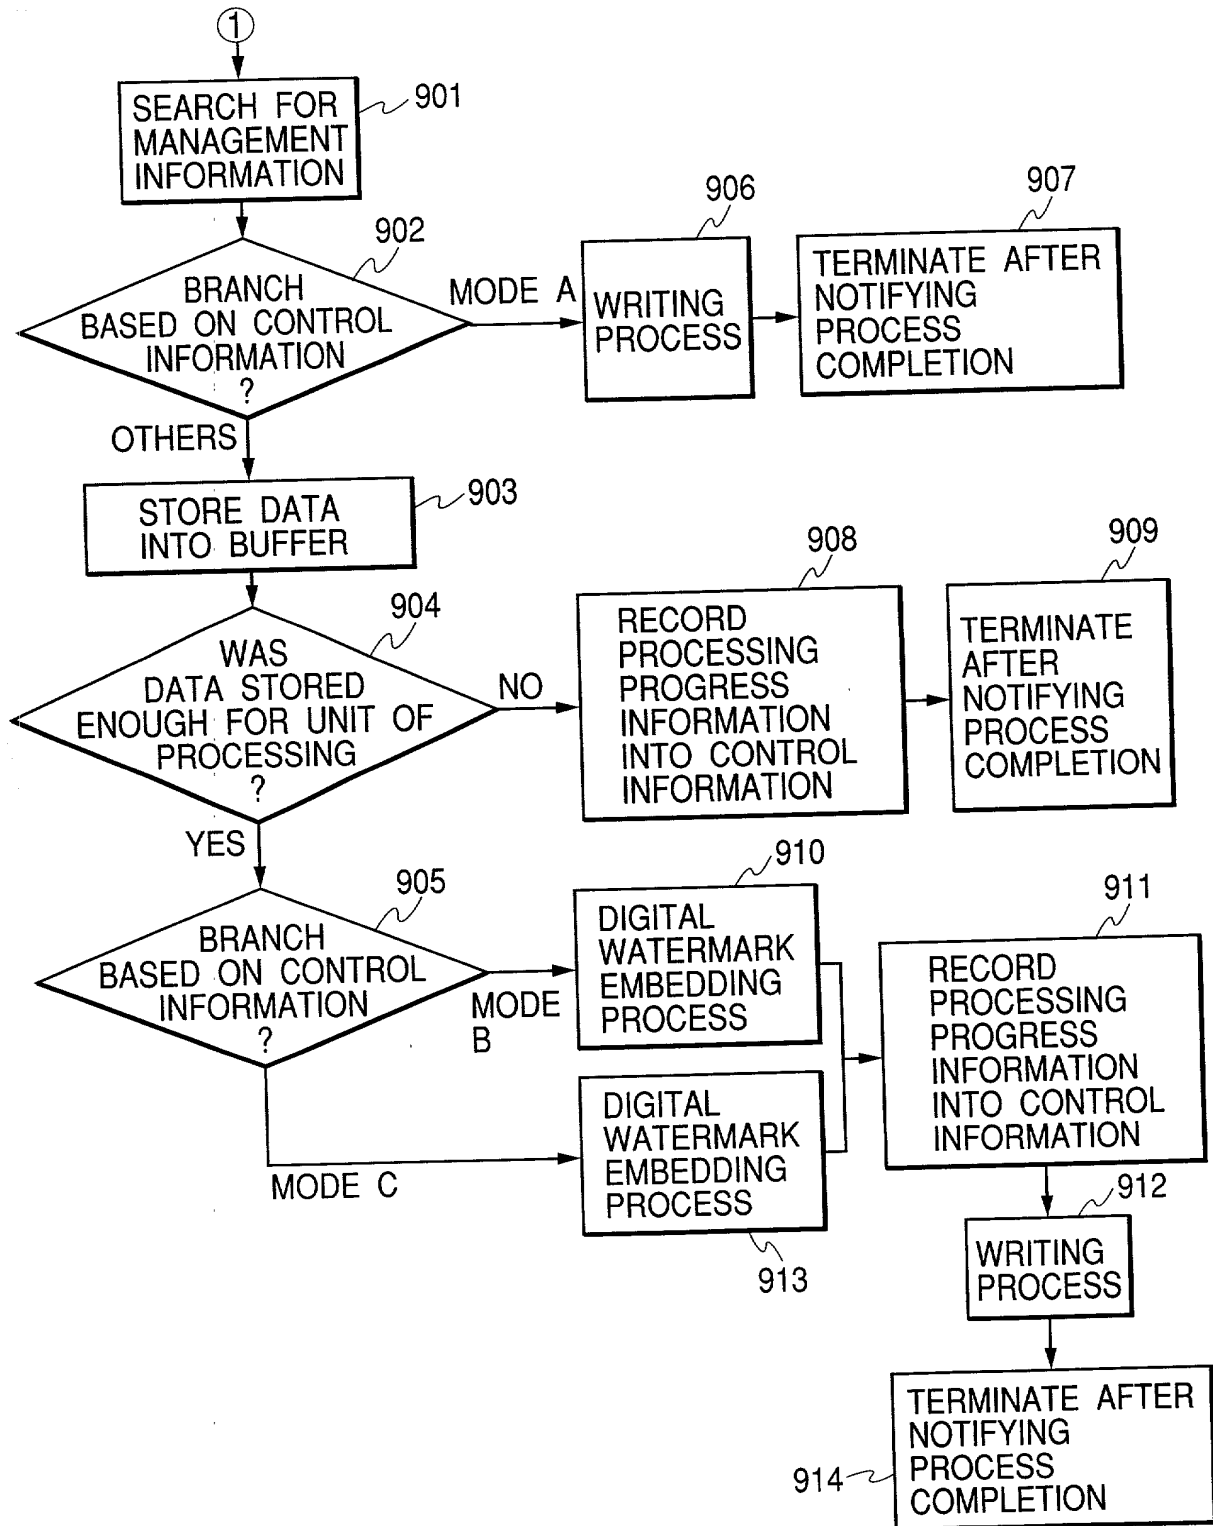 1
SEARCH FOR
MANAGEMENT
INFORMATION
901
BRANCH
BASED ON CONTROL
INFORMATION
?
902
MODE A
WRITING
PROCESS
906
TERMINATE AFTER
NOTIFYING
PROCESS
COMPLETION
907
OTHERS
STORE DATA
INTO BUFFER
903
WAS
DATA STORED
ENOUGH FOR UNIT OF
PROCESSING
?
904
NO
RECORD
PROCESSING
PROGRESS
INFORMATION
INTO CONTROL
INFORMATION
908
TERMINATE
AFTER
NOTIFYING
PROCESS
COMPLETION
909
YES
BRANCH
BASED ON CONTROL
INFORMATION
?
905
MODE
B
DIGITAL
WATERMARK
EMBEDDING
PROCESS
910
MODE C
DIGITAL
WATERMARK
EMBEDDING
PROCESS
913
RECORD
PROCESSING
PROGRESS
INFORMATION
INTO CONTROL
INFORMATION
911
WRITING
PROCESS
912
TERMINATE AFTER
NOTIFYING
PROCESS
COMPLETION
914